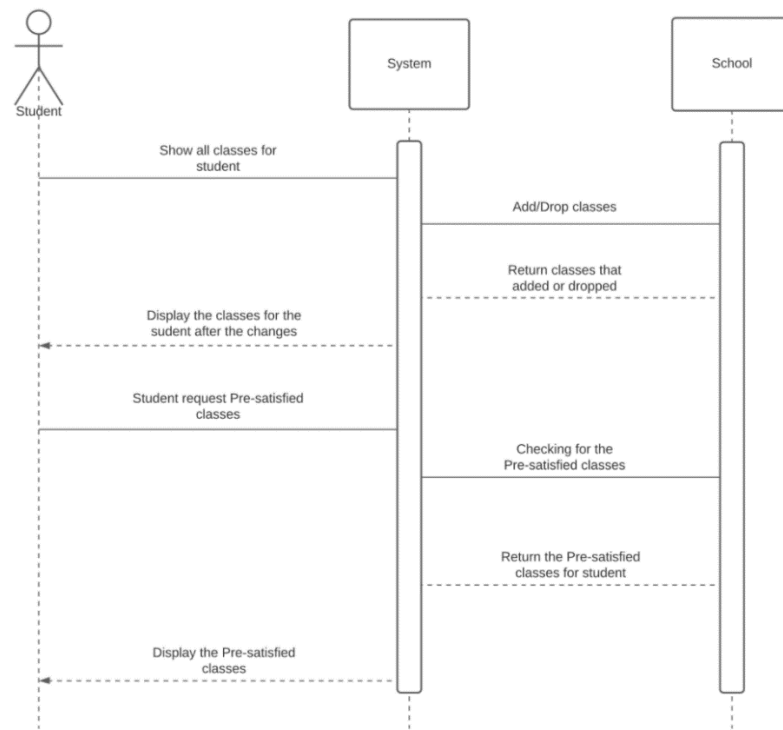 System
School
Student
Show all classes for
student
Add/Drop classes
Return classes that
added or dropped
Display the classes for the
sudent after the changes
Student request Pre-satisfied
classes
Checking for the
Pre-satisfied classes
Return the Pre-satisfied
classes for student
Display the Pre-satisfied
classes